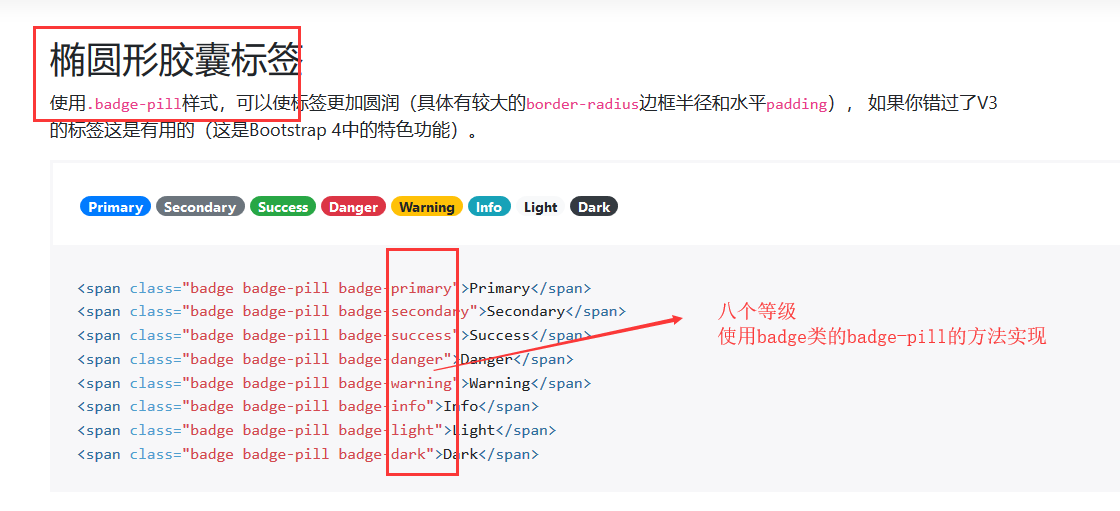 椭圆形胶囊标签
使用.badge-pill样式，可以使标签更加圆润（具体有较大的border-radius边框半径和水平padding）， 如果你错过了V3
的标签这是有用的（这是Bootstrap 4中的特色功能）。
Primary Secondary Success Danger Warning Info Light Dark
<span class="badge badge-pill badge-primary">Primary</span>
<span class="badge badge-pill badge-secondary">Secondary</span>
<span class="badge badge-pill badge-success">Success</span>
<span class="badge badge-pill badge-danger">Danger</span>
<span class="badge badge-pill badge-warning">Warning</span>
<span class="badge badge-pill badge-info">Info</span>
<span class="badge badge-pill badge-light">Light</span>
<span class="badge badge-pill badge-dark">Dark</span>
八个等级
使用badge类的badge-pill的方法实现